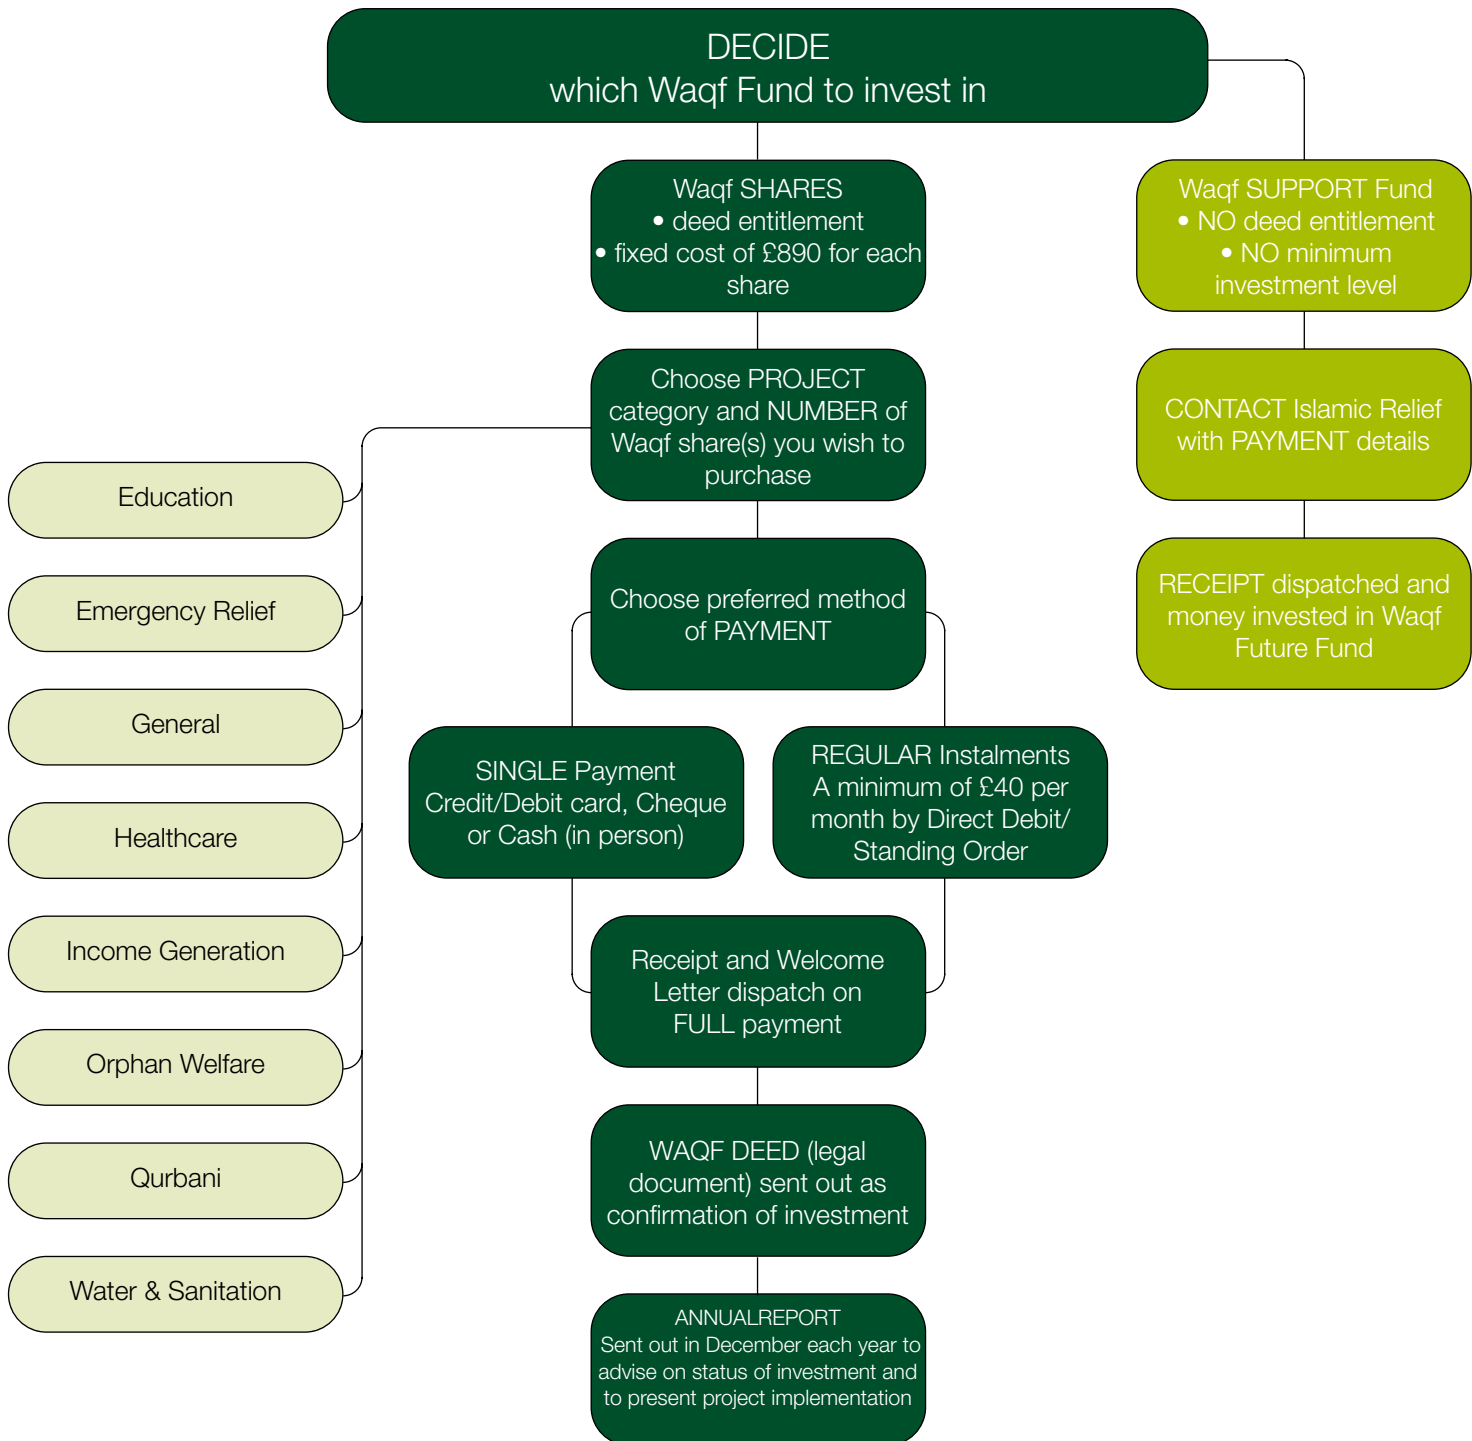 DECIDE
which Waqf Fund to invest in
Waqf SHARES
• deed entitlement
• fixed cost of £890 for each
share
Waqf SUPPORT Fund
• NO deed entitlement
• NO minimum
investment level
Choose PROJECT
category and NUMBER of
Waqf share(s) you wish to
purchase
CONTACT Islamic Relief
with PAYMENT details
Education
Emergency Relief
General
Healthcare
Income Generation
Orphan Welfare
Qurbani
Water & Sanitation
Choose preferred method
of PAYMENT
RECEIPT dispatched and
money invested in Waqf
Future Fund
SINGLE Payment
Credit/Debit card, Cheque
or Cash (in person)
REGULAR Instalments
A minimum of £40 per
month by Direct Debit/
Standing Order
Receipt and Welcome
Letter dispatch on
FULL payment
WAQF DEED (legal
document) sent out as
confirmation of investment
ANNUALREPORT
Sent out in December each year to
advise on status of investment and
to present project implementation